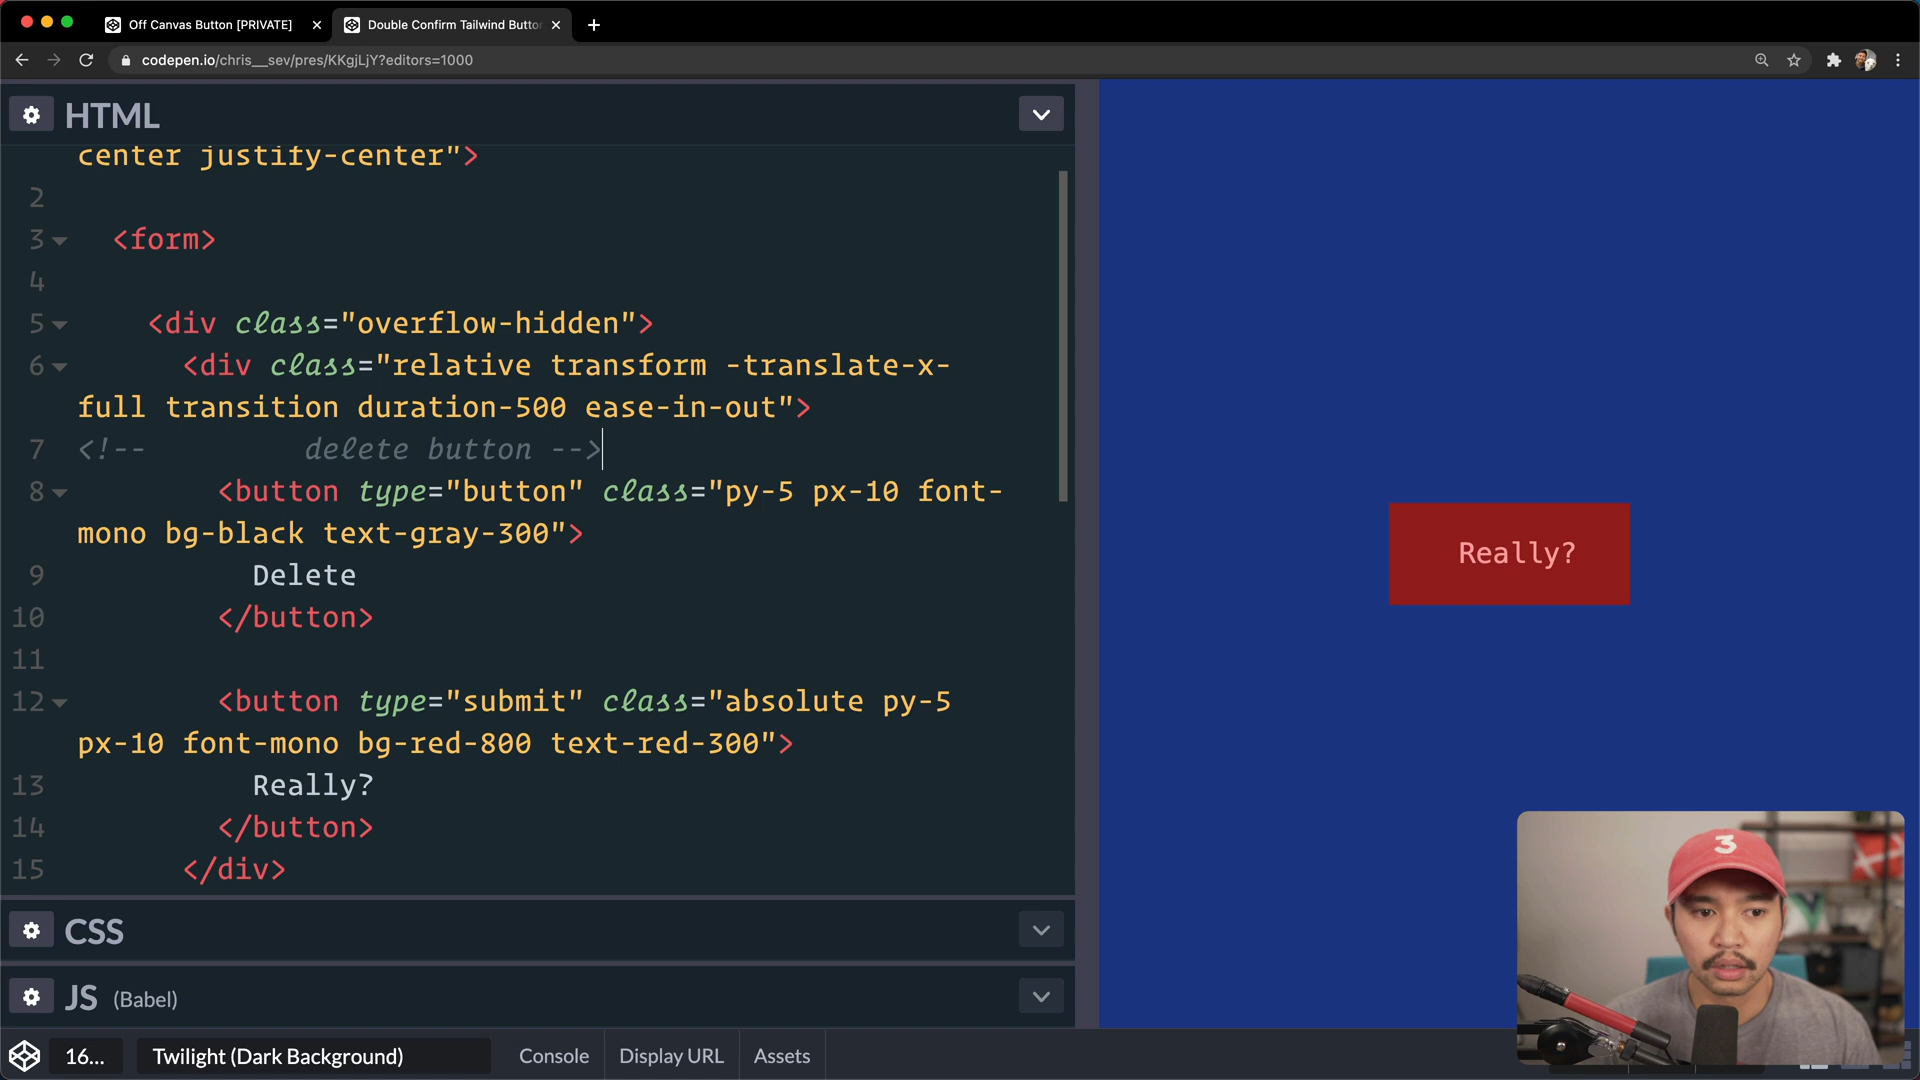 Off Canvas Button [PRIVATE]
Double Confirm Tailwind Butto
codepen.io/chris__sev/pres/KKgjLjY?editors=1000
HTML
center justify-center">
2
3 <form>
4
5 <div class="overflow-hidden">
6 <div class="relative transform -translate-x-
full transition duration-500 ease-in-out">
7 <!-- delete button -->
8 <button type="button" class="py-5 px-10 font-
mono bg-black text-gray-300">
9 Delete
10 </button>
11
12 <button type="submit" class="absolute py-5
px-10 font-mono bg-red-800 text-red-300">
13 Really?
14 </button>
15 </div>
Really?
3
CSS
JS (Babel)
16... Twilight (Dark Background) Console Display URL Assets